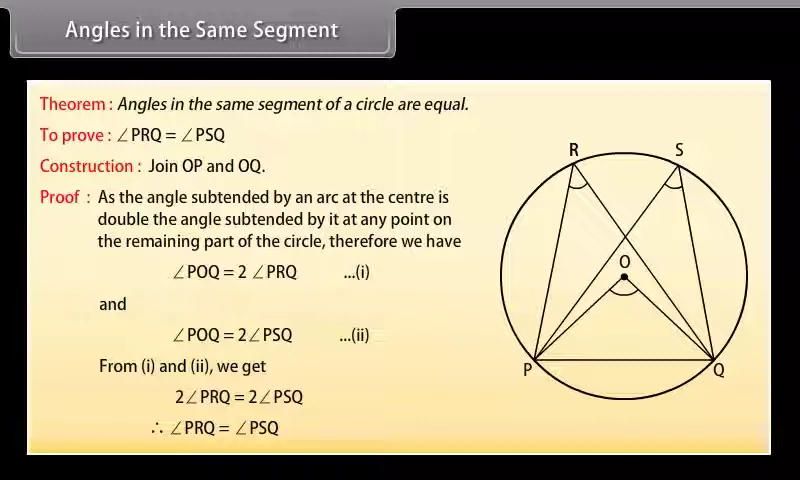 Angles in the Same Segment
Theorem : Angles in the same segment of a circle are equal.
To prove : ∠PRQ = ∠PSQ
Construction : Join OP and OQ.
Proof : As the angle subtended by an arc at the centre is
double the angle subtended by it at any point on
the remaining part of the circle, therefore we have
∠POQ = 2 ∠PRQ ...(i)
and
∠POQ = 2∠PSQ ...(ii)
From (i) and (ii), we get
2∠PRQ = 2∠PSQ
∴ ∠PRQ = ∠PSQ
R S
O
P Q